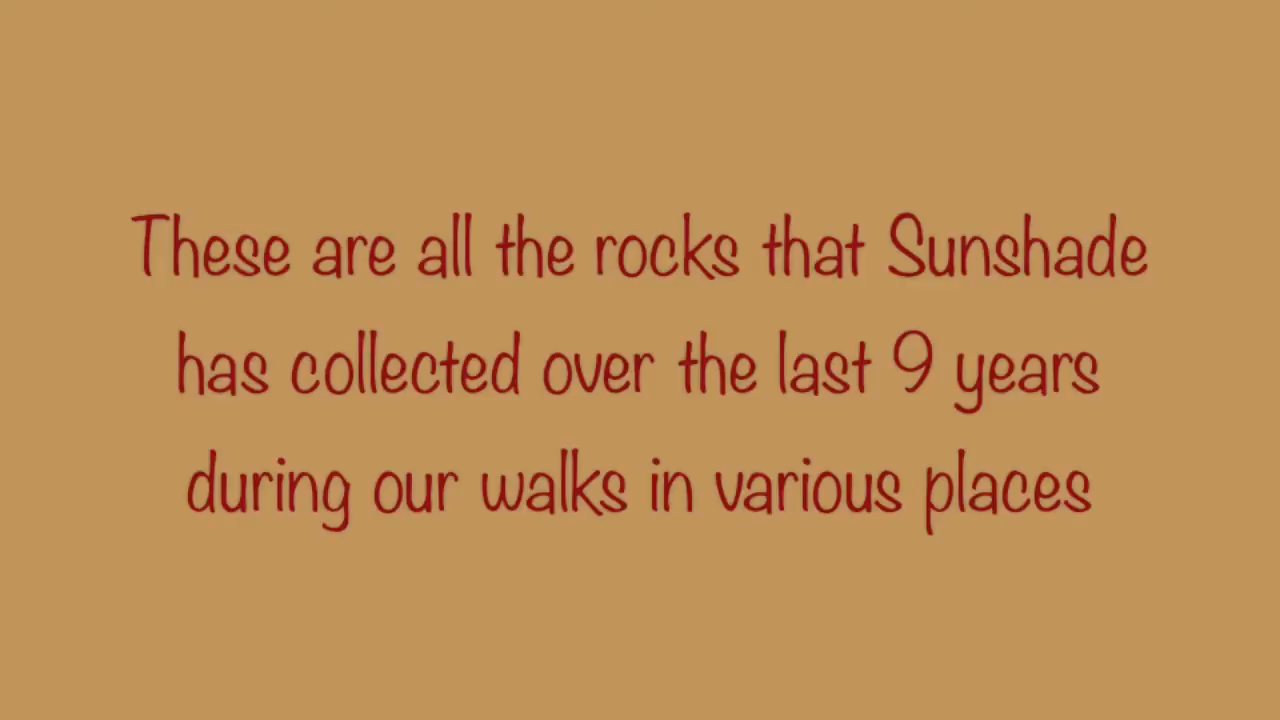 These are all the rocks that Sunshade
has collected over the last 9 years
during our walks in various places